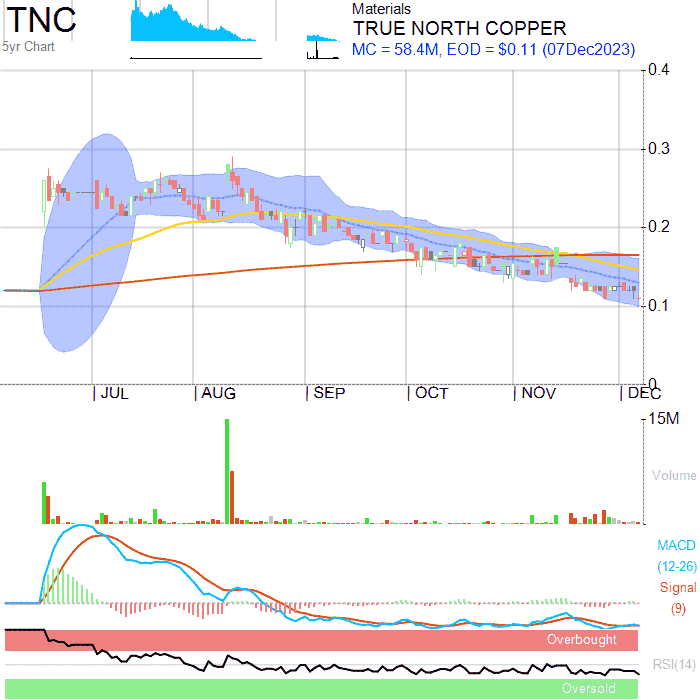 TNC
5yr Chart
Materials
TRUE NORTH COPPER
MC = 58.4M, EOD = $0.11 (07Dec2023)
0.4
0.3
0.2
0.1
0
JUL AUG SEP OCT NOV DEC
15M
Volume
MACD
(12-26)
Signal
(9)
Overbought
RSI(14)
Oversold